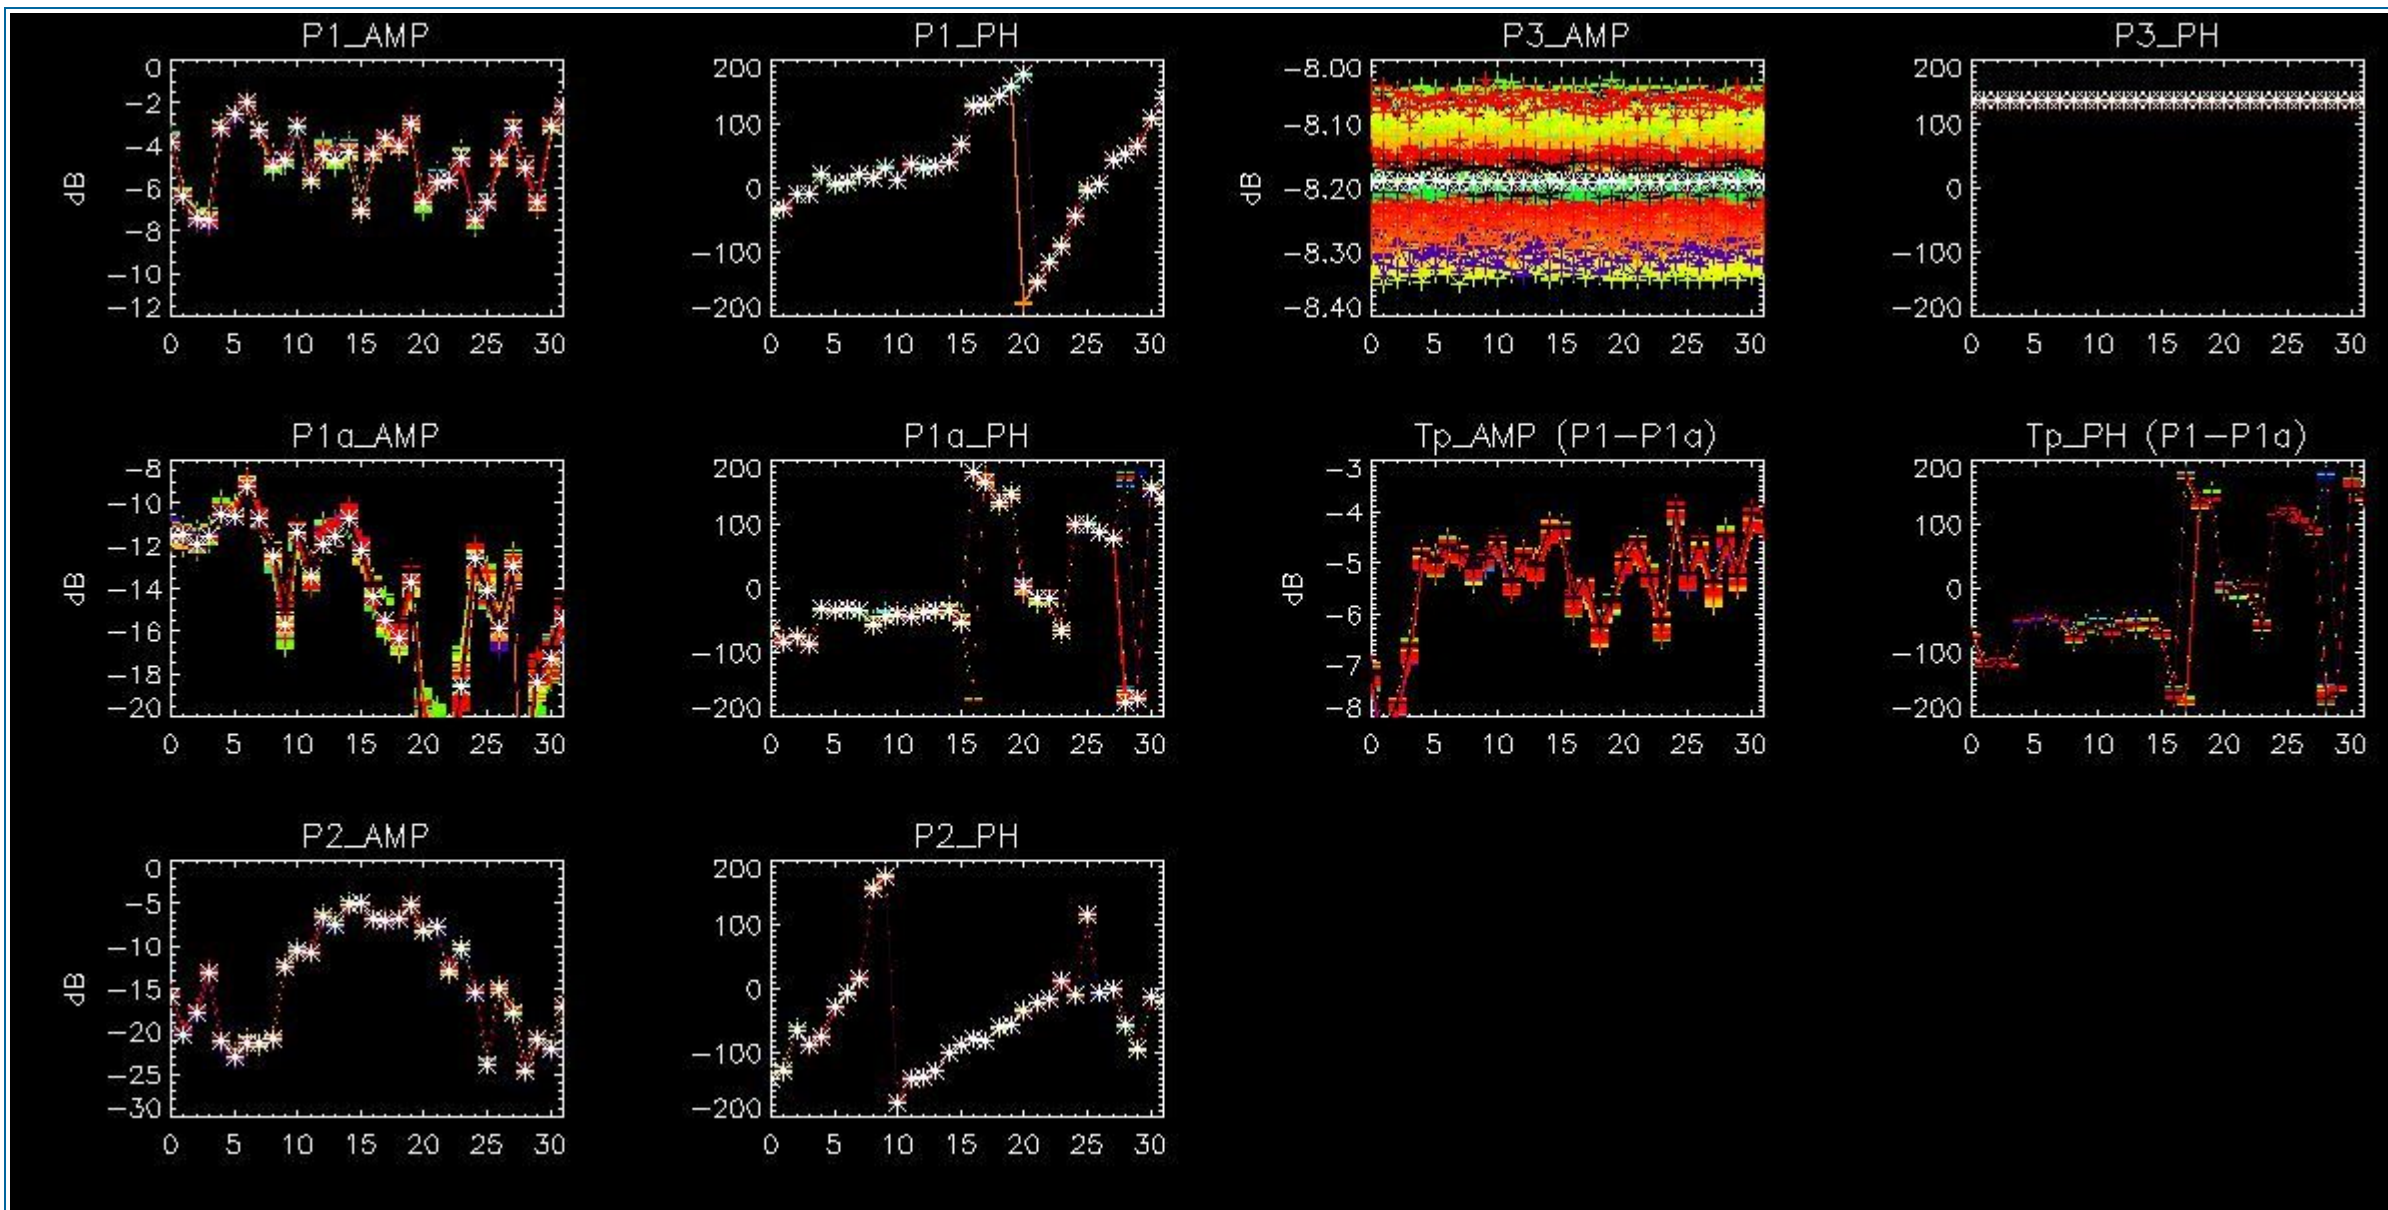 P1_AMP
P1_PH
P3_AMP
P3_PH
0
−2
−4
−6
−8
−10
−12
dB
0 5 10 15 20 25 30
200
100
0
−100
−200
0 5 10 15 20 25 30
−8.00
−8.10
−8.20
−8.30
−8.40
dB
0 5 10 15 20 25 30
200
100
0
−100
−200
0 5 10 15 20 25 30
P1a_AMP
P1a_PH
Tp_AMP (P1−P1a)
Tp_PH (P1−P1a)
−8
−10
−12
−14
−16
−18
−20
dB
0 5 10 15 20 25 30
200
100
0
−100
−200
0 5 10 15 20 25 30
−3
−4
−5
−6
−7
−8
dB
0 5 10 15 20 25 30
200
100
0
−100
−200
0 5 10 15 20 25 30
P2_AMP
P2_PH
0
−5
−10
−15
−20
−25
−30
dB
0 5 10 15 20 25 30
200
100
0
−100
−200
0 5 10 15 20 25 30